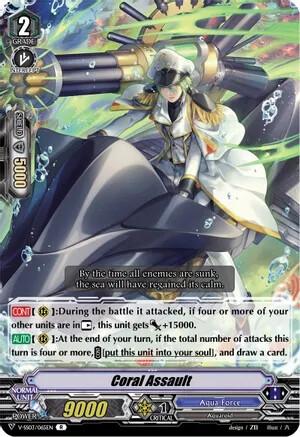 2
GRADE
INTERCEPT
SHIELD
5000
By the time all enemies are sunk,
the sea will have regained its calm.
CONT [ ]:During the battle it attacked, if four or more of your
other units are in , this unit gets +15000.
AUTO [ ]:At the end of your turn, if the total number of attacks this
turn is four or more, [put this unit into your soul], and draw a card.
Coral Assault
NORMAL
UNIT
POWER
9000
1
CRITICAL
Aqua Force
Aquaroid
V-SS07/065EN
R
design /
illust /